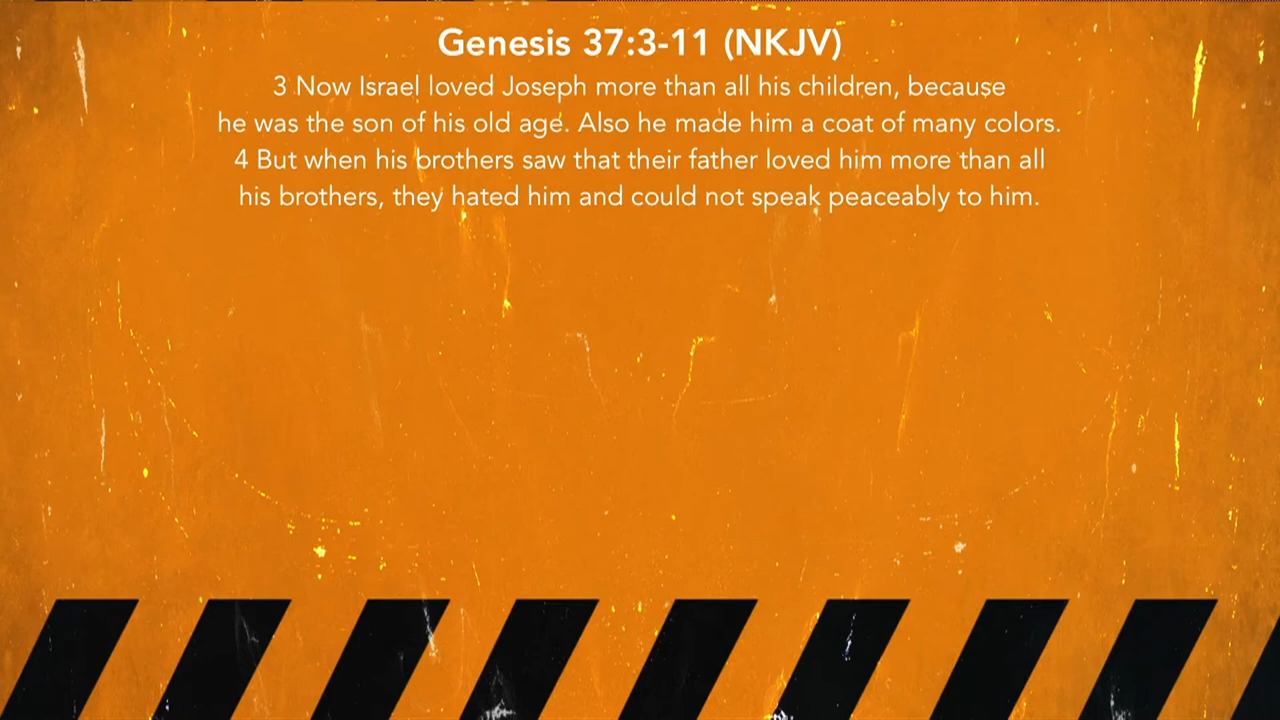 Genesis 37:3-11 (NKJV)
3 Now Israel loved Joseph more than all his children, because
he was the son of his old age. Also he made him a coat of many colors.
4 But when his brothers saw that their father loved him more than all
his brothers, they hated him and could not speak peaceably to him.